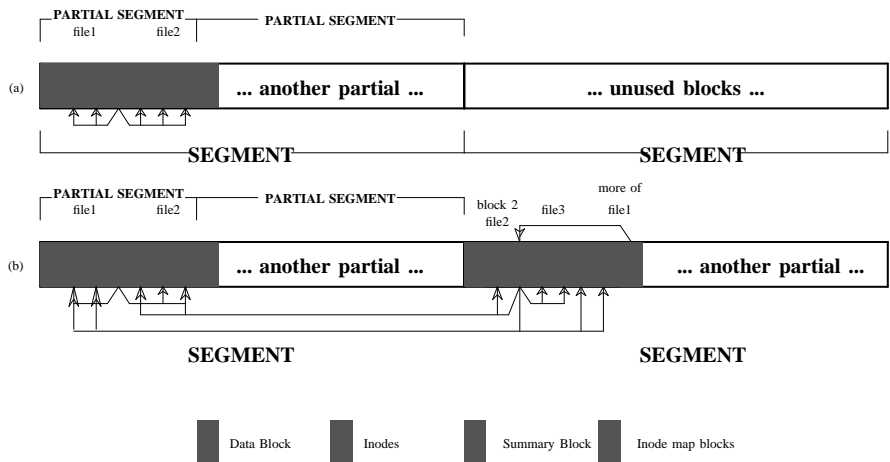 PARTIAL SEGMENT
PARTIAL SEGMENT
file1 file2
(a) ... another partial ... ... unused blocks ...
SEGMENT SEGMENT
more of
PARTIAL SEGMENT
PARTIAL SEGMENT
block 2
file1 file2 file3 file1
file2
(b) ... another partial ... ... another partial ...
SEGMENT SEGMENT
Data Block Inodes Summary Block Inode map blocks